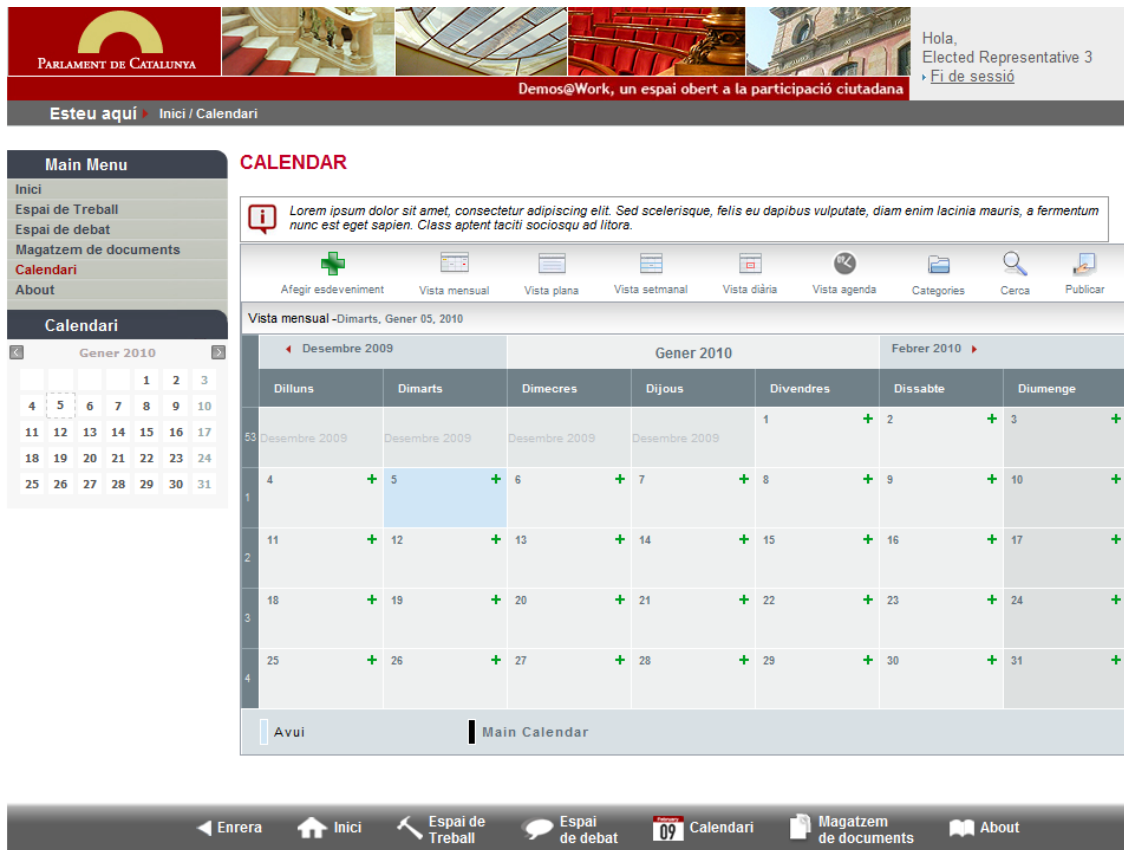 PARLAMENT DE CATALUNYA
Hola,
Elected Representative 3
Fi de sessió
Demos@Work, un espai obert a la participació ciutadana
Esteu aquí Inici / Calendari
Main Menu
Inici
Espai de Treball
Espai de debat
Magatzem de documents
Calendari
About
Calendari
Gener 2010
1 2 3
4 5 6 7 8 9 10
11 12 13 14 15 16 17
18 19 20 21 22 23 24
25 26 27 28 29 30 31
CALENDAR
Lorem ipsum dolor sit amet, consectetur adipiscing elit. Sed scelerisque, felis eu dapibus vulputate, diam enim lacinia mauris, a fermentum
nunc est eget sapien. Class aptent taciti sociosqu ad litora.
Afegir esdeveniment Vista mensual Vista plana Vista setmanal Vista diària Vista agenda Categories Cerca Publicar
Vista mensual -Dimarts, Gener 05, 2010
Desembre 2009 Gener 2010 Febrer 2010
Dilluns Dimarts Dimecres Dijous Divendres Dissabte Diumenge
53 Desembre 2009 Desembre 2009 Desembre 2009 Desembre 2009 1 2 3
1 4 5 6 7 8 9 10
2 11 12 13 14 15 16 17
3 18 19 20 21 22 23 24
4 25 26 27 28 29 30 31
Avui Main Calendar
Enrera Inici Espai de Treball Espai de debat February 09 Calendari Magatzem de documents About